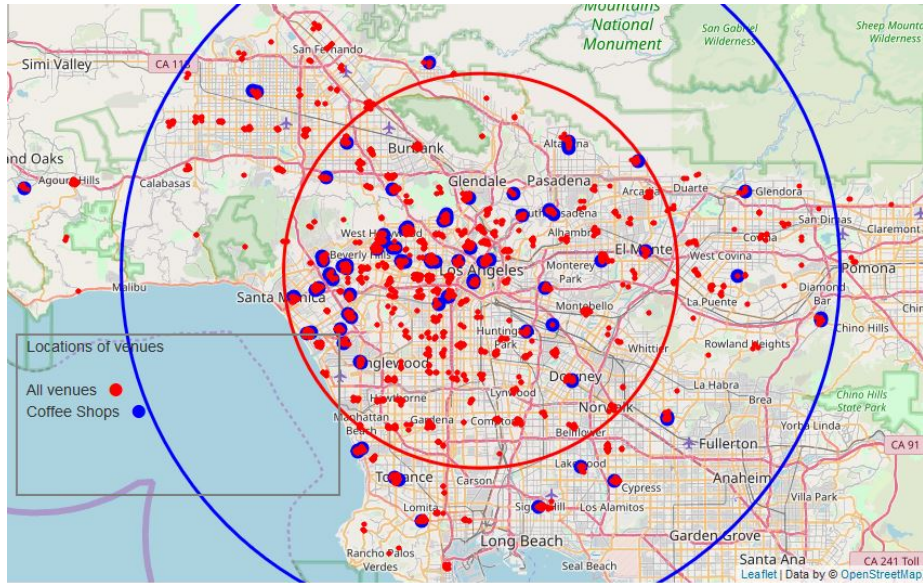 Mountains
National
Monument
San Gabriel
Wilderness
Sheep Mounta
Wilderness
San Fernando
Simi Valley
CA 118
Burbank
Altadena
and Oaks
Agoura Hills
Calabasas
Glendale
Pasadena
Arcadia
Duarte
Glendora
South Pasadena
San Dimas
Claremont
West Hollywood
Alhambra
El Monte
Covina
Beverly Hills
Los Angeles
Monterey
Park
West Covina
Pomona
Malibu
Santa Monica
La Puente
Diamond
Bar
Montebello
Chino Hills
Huntington
Park
Whittier
Rowland Heights
Locations of venues
All venues
Coffee Shops
Inglewood
Downey
La Habra
Chino Hills
State Park
Hawthorne
Lynwood
Norwalk
Brea
Manhattan
Beach
Gardena
Compton
Bellflower
Yorba Linda
Fullerton
CA 91
Torrance
Carson
Lakewood
Cypress
Anaheim
Lomita
Signal Hill
Los Alamitos
Villa Park
Long Beach
Garden Grove
Rancho Palos
Verdes
Seal Beach
Santa Ana
CA 241 Toll
Leaflet | Data by © OpenStreetMap